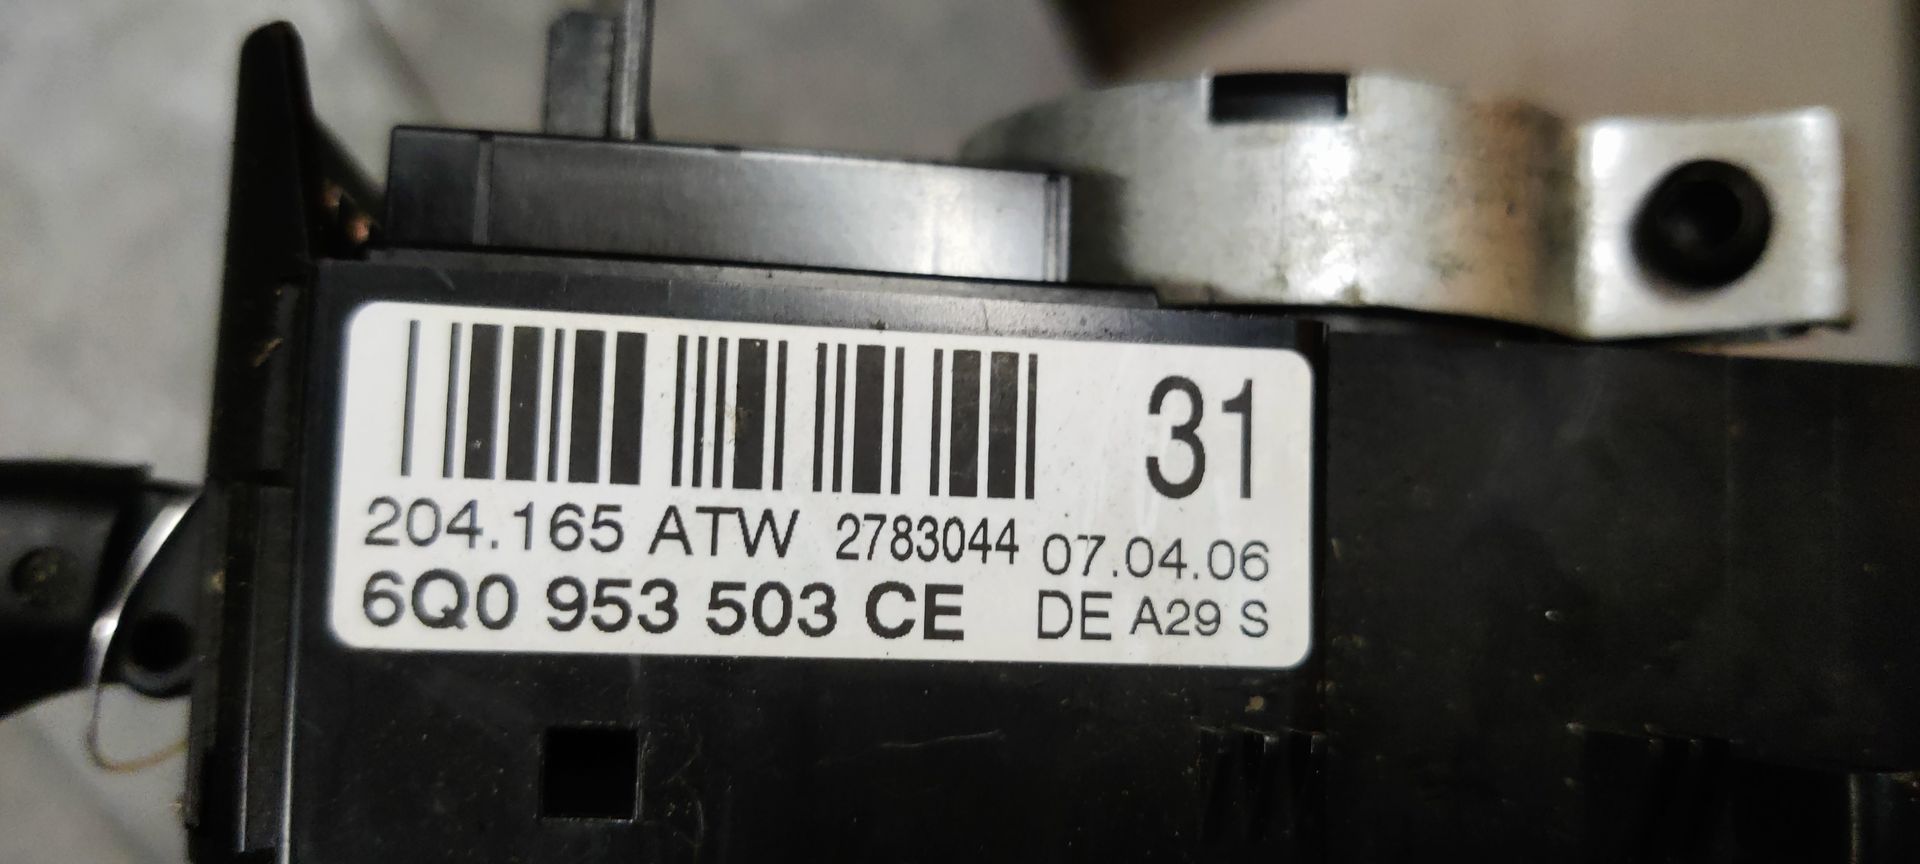 31
204.165 ATW 2783044 07.04.06
6Q0 953 503 CE DE A29 S